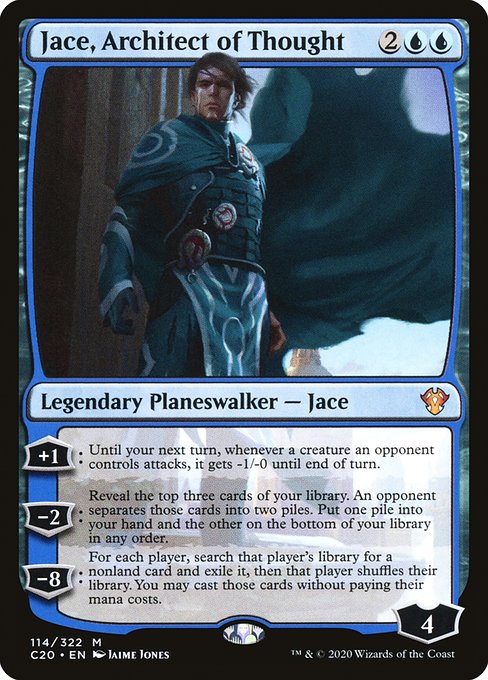 Jace, Architect of Thought 2
Legendary Planeswalker — Jace
+1: Until your next turn, whenever a creature an opponent
controls attacks, it gets -1/-0 until end of turn.
−2: Reveal the top three cards of your library. An opponent
separates those cards into two piles. Put one pile into
your hand and the other on the bottom of your library
in any order.
−8: For each player, search that player's library for a
nonland card and exile it, then that player shuffles their
library. You may cast those cards without paying their
mana costs.
4
114/322 M
C20 • EN Jaime Jones
™ & © 2020 Wizards of the Coast